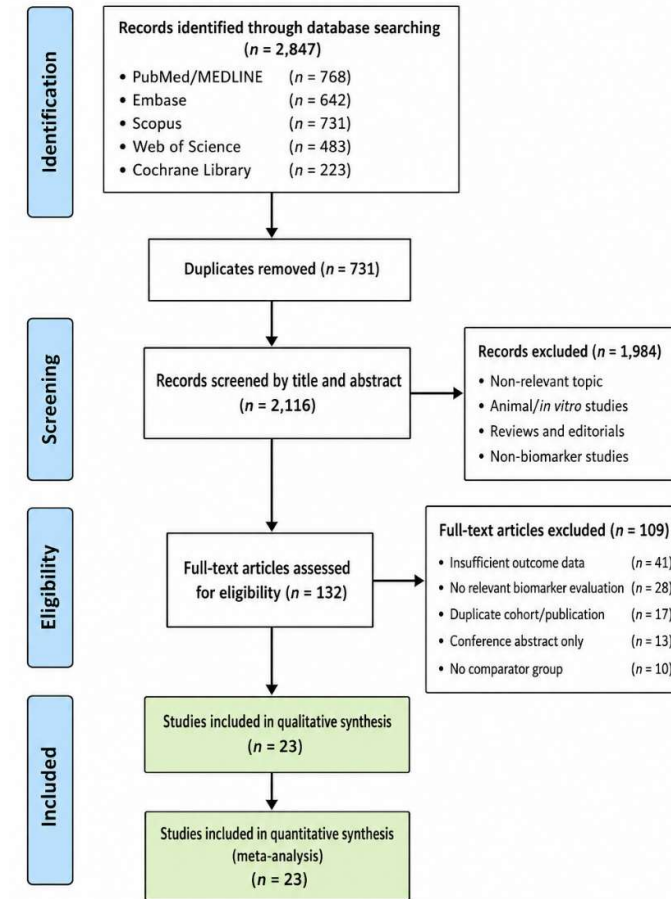 Identification
Records identified through database searching
(n = 2,847)
• PubMed/MEDLINE (n = 768)
• Embase (n = 642)
• Scopus (n = 731)
• Web of Science (n = 483)
• Cochrane Library (n = 223)
Duplicates removed (n = 731)
Screening
Records screened by title and abstract
(n = 2,116)
Records excluded (n = 1,984)
• Non-relevant topic
• Animal/in vitro studies
• Reviews and editorials
• Non-biomarker studies
Eligibility
Full-text articles assessed
for eligibility (n = 132)
Full-text articles excluded (n = 109)
• Insufficient outcome data (n = 41)
• No relevant biomarker evaluation (n = 28)
• Duplicate cohort/publication (n = 17)
• Conference abstract only (n = 13)
• No comparator group (n = 10)
Included
Studies included in qualitative synthesis
(n = 23)
Studies included in quantitative synthesis
(meta-analysis)
(n = 23)